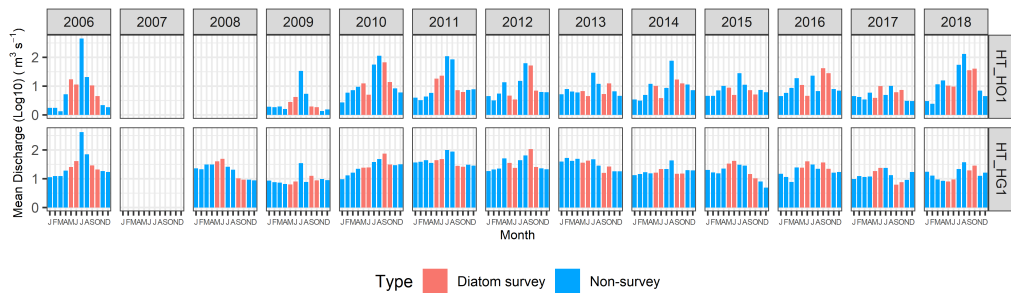 2006 2007 2008 2009 2010 2011 2012 2013 2014 2015 2016 2017 2018
Mean Discharge (Log10) ( m³ s⁻¹)
2
1
0
HT_HO1
2
1
0
HT_HG1
JFMAMJJASOND JFMAMJJASOND JFMAMJJASOND JFMAMJJASOND JFMAMJJASOND JFMAMJJASOND JFMAMJJASOND JFMAMJJASOND JFMAMJJASOND JFMAMJJASOND JFMAMJJASOND JFMAMJJASOND JFMAMJJASOND
Month
Type Diatom survey Non-survey